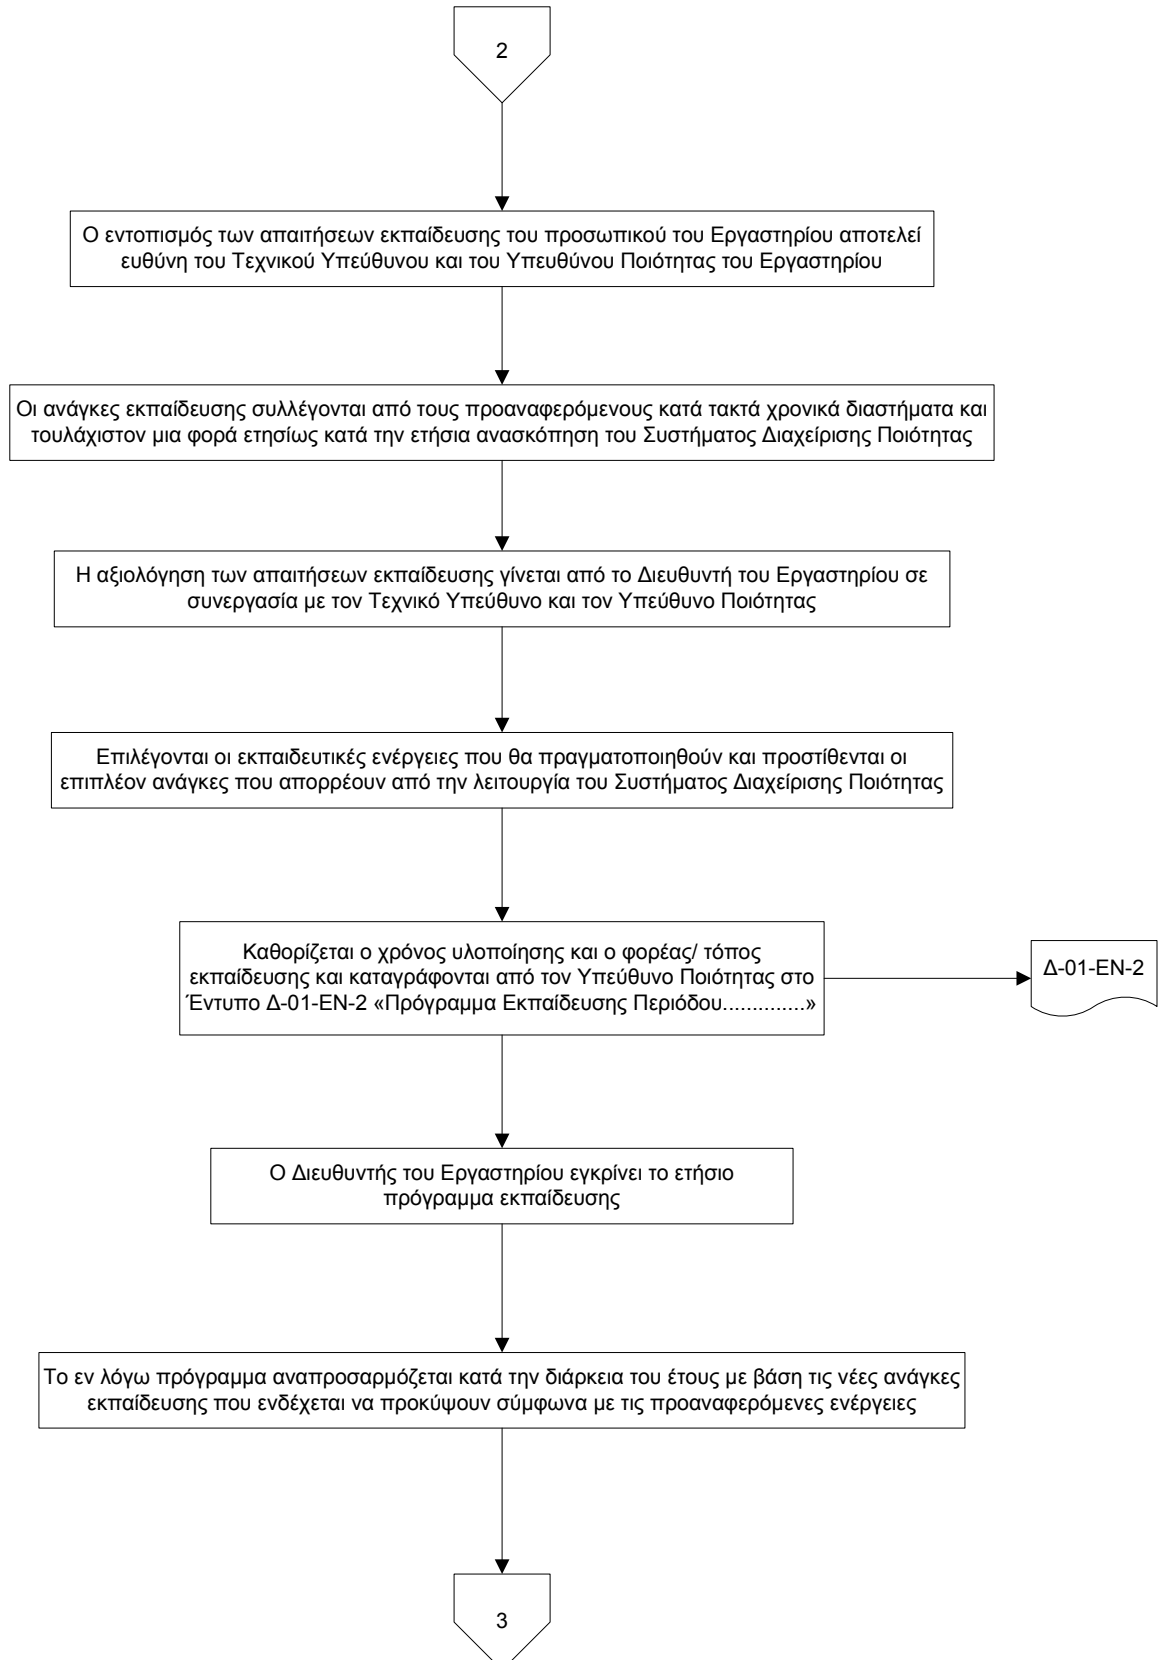 2
Ο εντοπισμός των απαιτήσεων εκπαίδευσης του προσωπικού του Εργαστηρίου αποτελεί
ευθύνη του Τεχνικού Υπεύθυνου και του Υπευθύνου Ποιότητας του Εργαστηρίου
Οι ανάγκες εκπαίδευσης συλλέγονται από τους προαναφερόμενους κατά τακτά χρονικά διαστήματα και
τουλάχιστον μια φορά ετησίως κατά την ετήσια ανασκόπηση του Συστήματος Διαχείρισης Ποιότητας
Η αξιολόγηση των απαιτήσεων εκπαίδευσης γίνεται από το Διευθυντή του Εργαστηρίου σε
συνεργασία με τον Τεχνικό Υπεύθυνο και τον Υπεύθυνο Ποιότητας
Επιλέγονται οι εκπαιδευτικές ενέργειες που θα πραγματοποιηθούν και προστίθενται οι
επιπλέον ανάγκες που απορρέουν από την λειτουργία του Συστήματος Διαχείρισης Ποιότητας
Καθορίζεται ο χρόνος υλοποίησης και ο φορέας/ τόπος
εκπαίδευσης και καταγράφονται από τον Υπεύθυνο Ποιότητας στο
Έντυπο Δ-01-ΕΝ-2 «Πρόγραμμα Εκπαίδευσης Περιόδου..............»
Δ-01-ΕΝ-2
Ο Διευθυντής του Εργαστηρίου εγκρίνει το ετήσιο
πρόγραμμα εκπαίδευσης
Το εν λόγω πρόγραμμα αναπροσαρμόζεται κατά την διάρκεια του έτους με βάση τις νέες ανάγκες
εκπαίδευσης που ενδέχεται να προκύψουν σύμφωνα με τις προαναφερόμενες ενέργειες
3